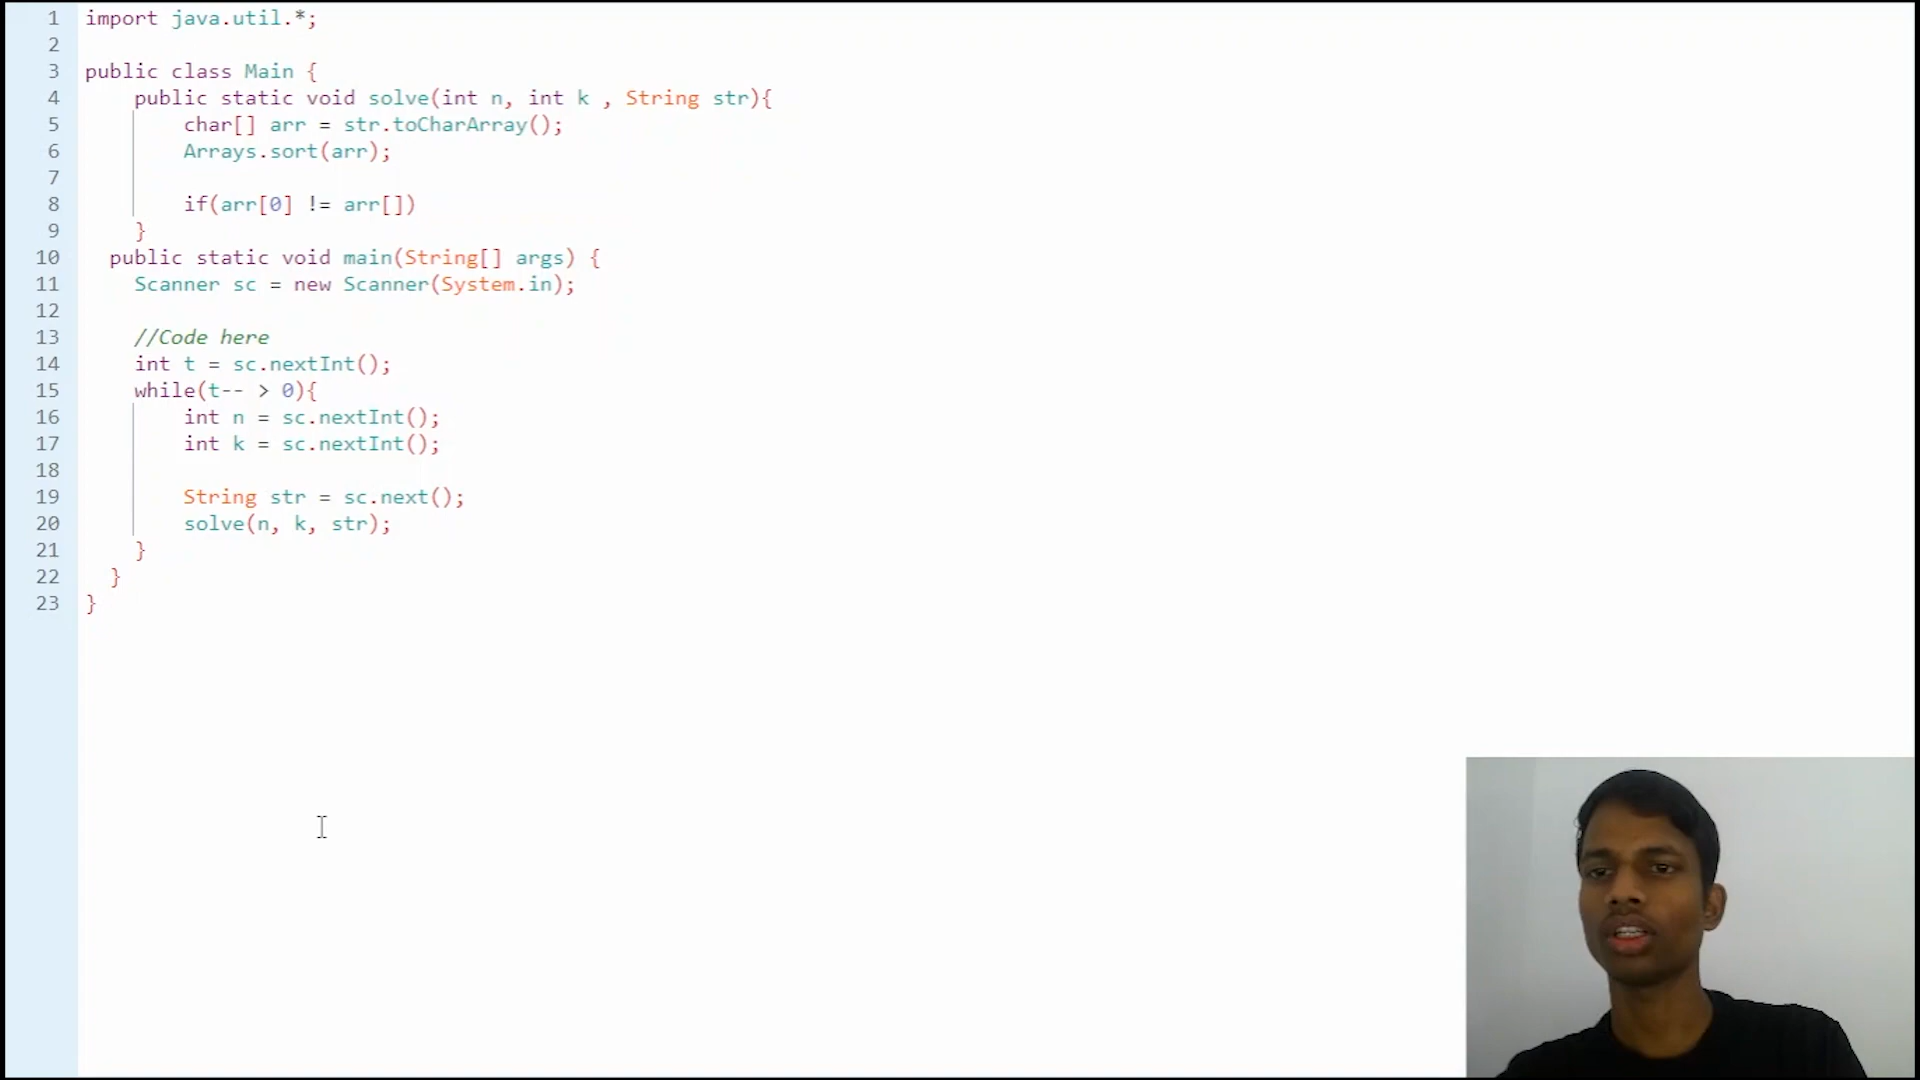 1 import java.util.*;
2
3 public class Main {
4 public static void solve(int n, int k , String str){
5 char[] arr = str.toCharArray();
6 Arrays.sort(arr);
7
8 if(arr[0] != arr[])
9 }
10 public static void main(String[] args) {
11 Scanner sc = new Scanner(System.in);
12
13 //Code here
14 int t = sc.nextInt();
15 while(t-- > 0){
16 int n = sc.nextInt();
17 int k = sc.nextInt();
18
19 String str = sc.next();
20 solve(n, k, str);
21 }
22 }
23 }